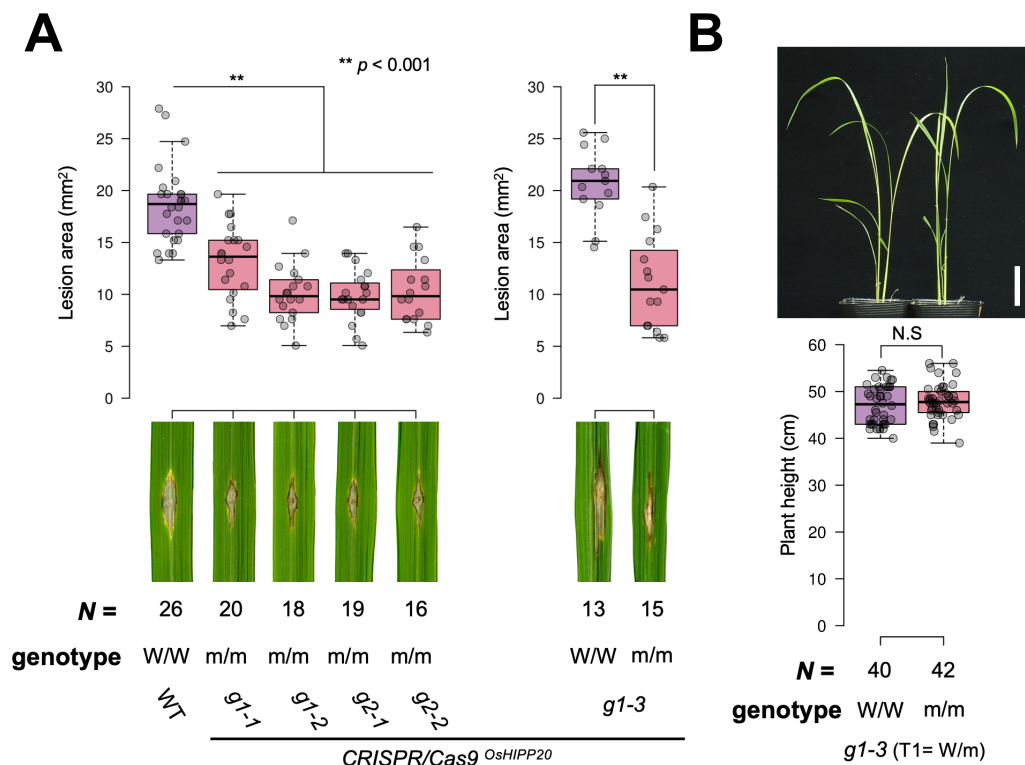 A
B
** p < 0.001
**
**
Lesion area (mm2)
30
25
20
15
10
5
0
Lesion area (mm2)
30
25
20
15
10
5
0
N.S
Plant height (cm)
60
50
40
30
20
10
0
N = 26 20 18 19 16 13 15
genotype W/W m/m m/m m/m m/m W/W m/m
WT g1-1 g1-2 g2-1 g2-2 g1-3
CRISPR/Cas9 OsHIPP20
N = 40 42
genotype W/W m/m
g1-3 (T1= W/m)